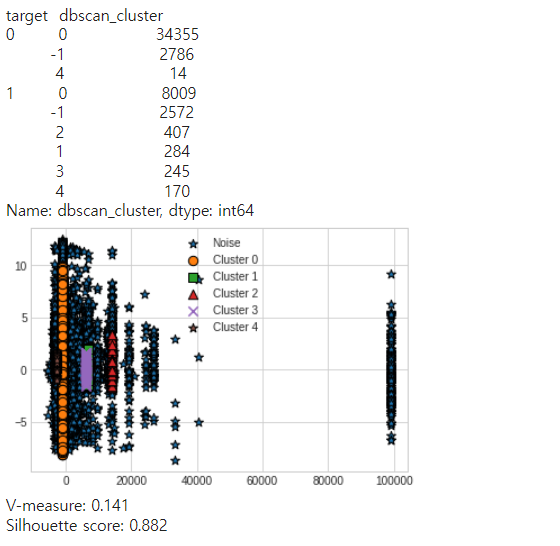 target dbscan_cluster
0 0 34355
-1 2786
4 14
1 0 8009
-1 2572
2 407
1 284
3 245
4 170
Name: dbscan_cluster, dtype: int64
Noise
Cluster 0
Cluster 1
Cluster 2
Cluster 3
Cluster 4
10
5
0
−5
0 20000 40000 60000 80000 100000
V-measure: 0.141
Silhouette score: 0.882